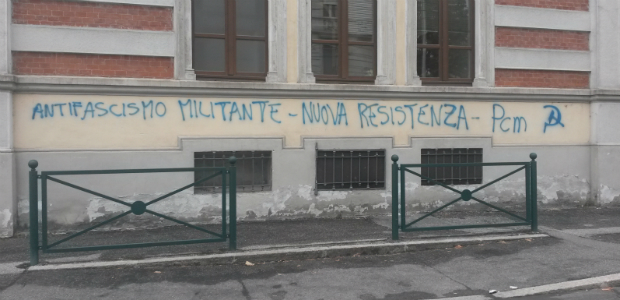 ANTIFASCISMO MILITANTE - NUOVA RESISTENZA - Pcm